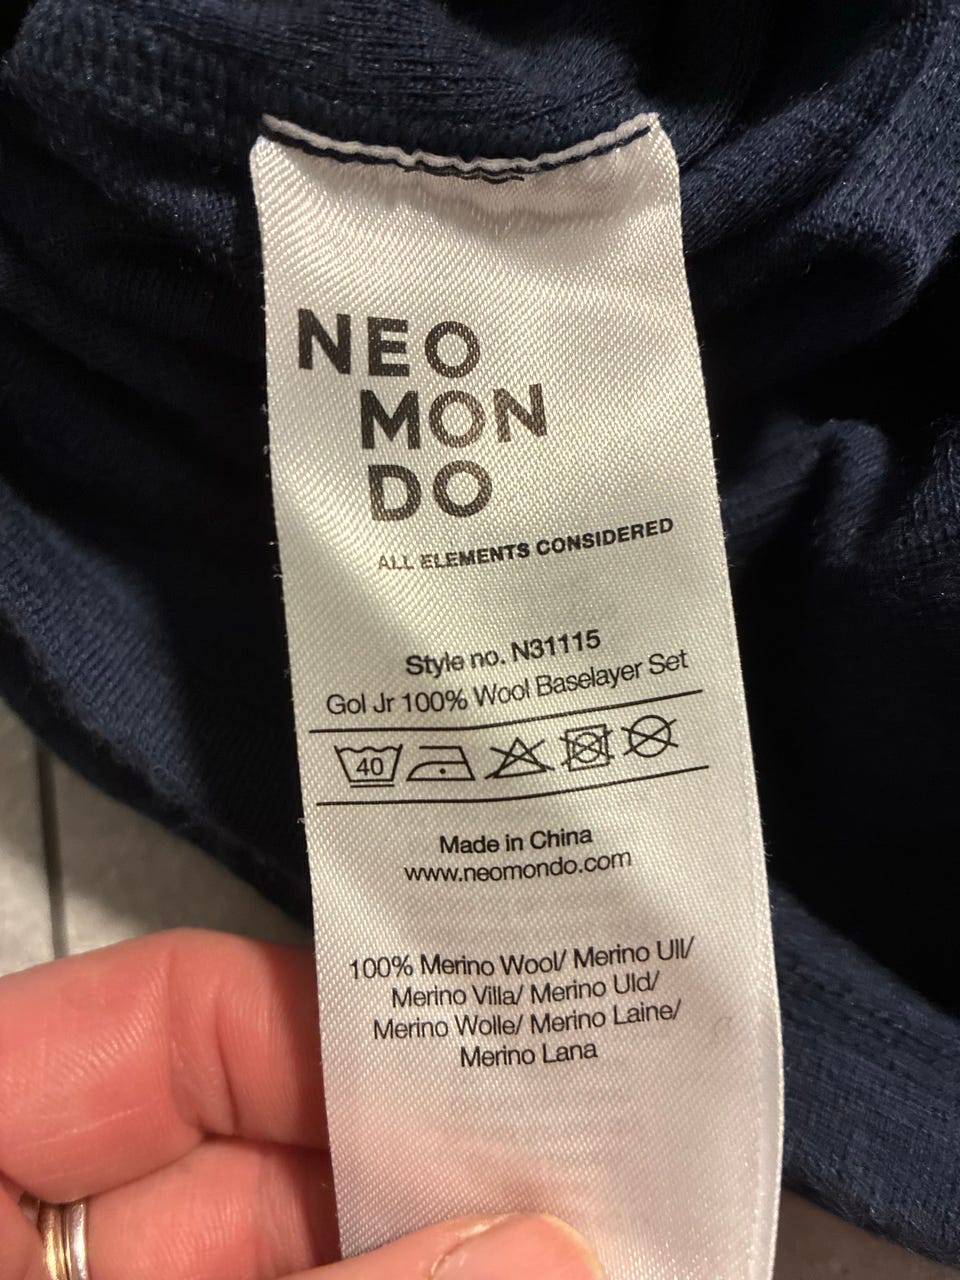 NEO
MON
DO
ALL ELEMENTS CONSIDERED
Style no. N31115
Gol Jr 100% Wool Baselayer Set
40
Made in China
www.neomondo.com
100% Merino Wool/ Merino Ull/
Merino Villa/ Merino Uld/
Merino Wolle/ Merino Laine/
Merino Lana